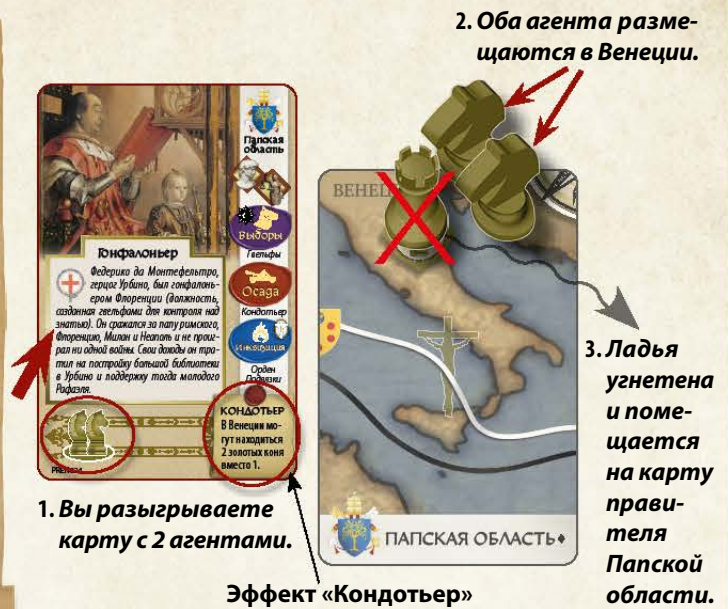 2. Оба агента разме-
щаются в Венеции.
Папская
область
Выборы
Гвельфы
Осада
Кондотьер
Инквизиция
Орден
Подвязки
Гонфалоньер
Федерико да Монтефельтро,
герцог Урбино, был гонфалонь-
ером Флоренции (должность,
созданная гвельфами для контроля над
знатью). Он сражался за папу римского,
Флоренцию, Милан и Неаполь и не проиг-
рал ни одной войны. Свои доходы он тра-
тил на постройку большой библиотеки
в Урбино и поддержку тогда молодого
Рафаэля.
КОНДОТЬЕР
В Венеции мо-
гут находиться
2 золотых коня
вместо 1.
ВЕНЕЦ
ПАПСКАЯ ОБЛАСТЬ♦
1. Вы разыгрываете
карту с 2 агентами.
Эффект «Кондотьер»
3. Ладья
угнетена
и поме-
щается
на карту
прави-
теля
Папской
области.